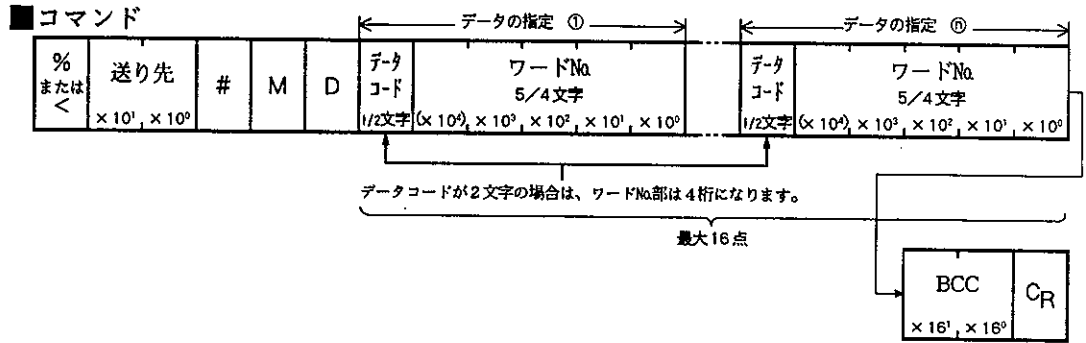 ■コマンド
データの指定 ①
データの指定 ⓝ
%
または
<
送り先
×10¹ ×10⁰
#
M
D
データ
コード
1/2文字
ワードNo.
5/4文字
(×10⁴) ×10³ ×10² ×10¹ ×10⁰
データ
コード
1/2文字
ワードNo.
5/4文字
(×10⁴) ×10³ ×10² ×10¹ ×10⁰
データコードが2文字の場合は、ワードNo.部は4桁になります。
最大16点
BCC
×16¹ ×16⁰
CR